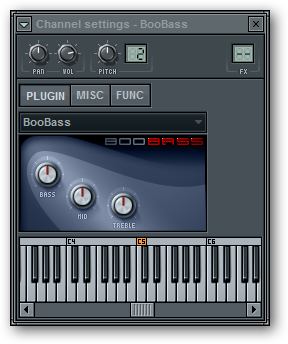 Channel settings - BooBass
PAN VOL PITCH 2 FX
PLUGIN MISC FUNC
BooBass
BOOBASS
BASS
MID
TREBLE
C4 C5 C6